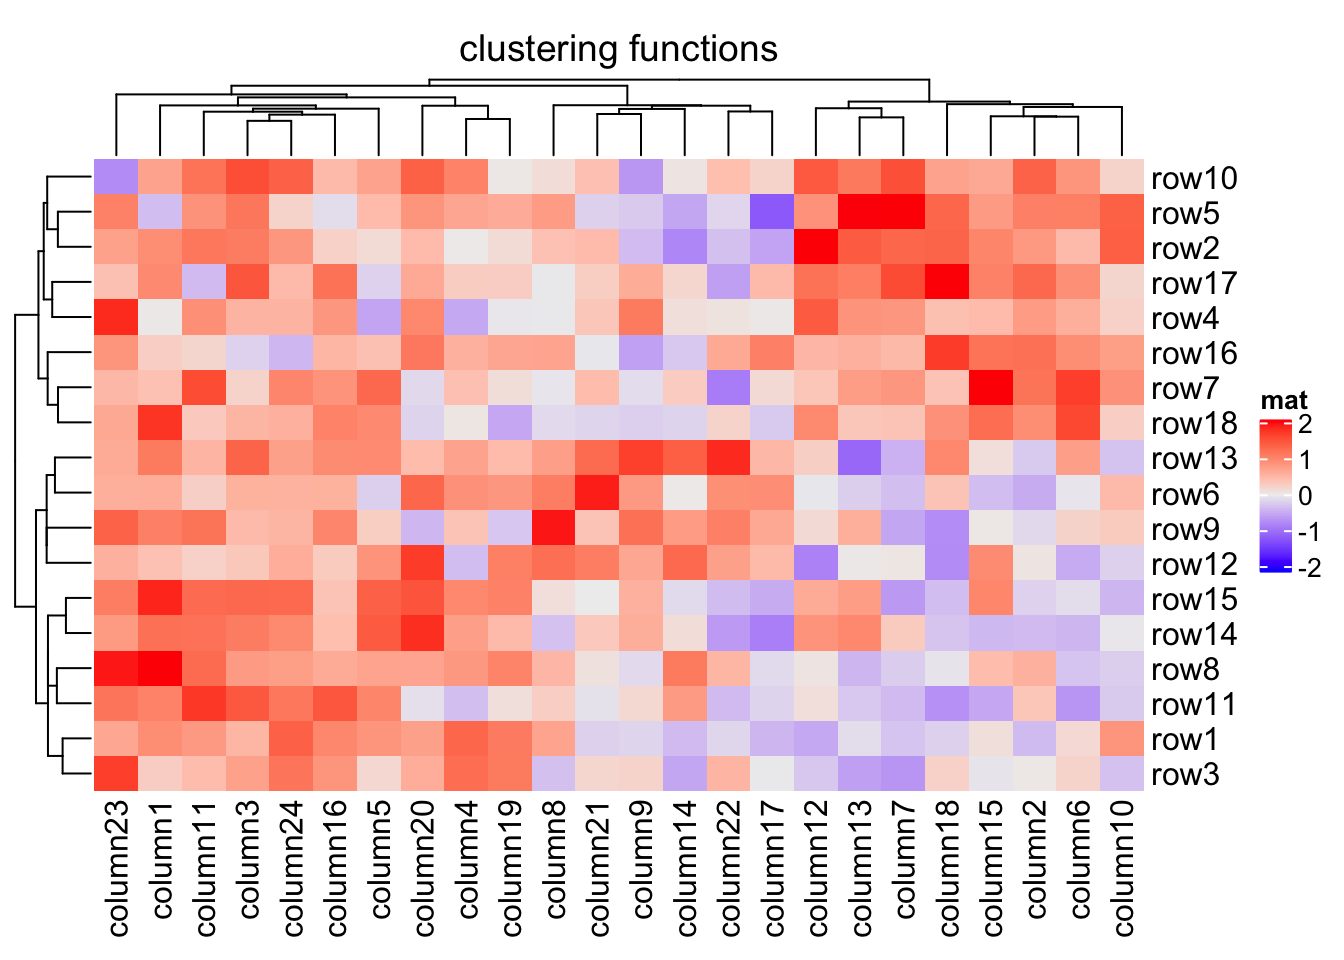 clustering functions
row10
row5
row2
row17
row4
row16
row7
row18
row13
row6
row9
row12
row15
row14
row8
row11
row1
row3
mat
2
1
0
-1
-2
column23
column1
column11
column3
column24
column16
column5
column20
column4
column19
column8
column21
column9
column14
column22
column17
column12
column13
column7
column18
column15
column2
column6
column10